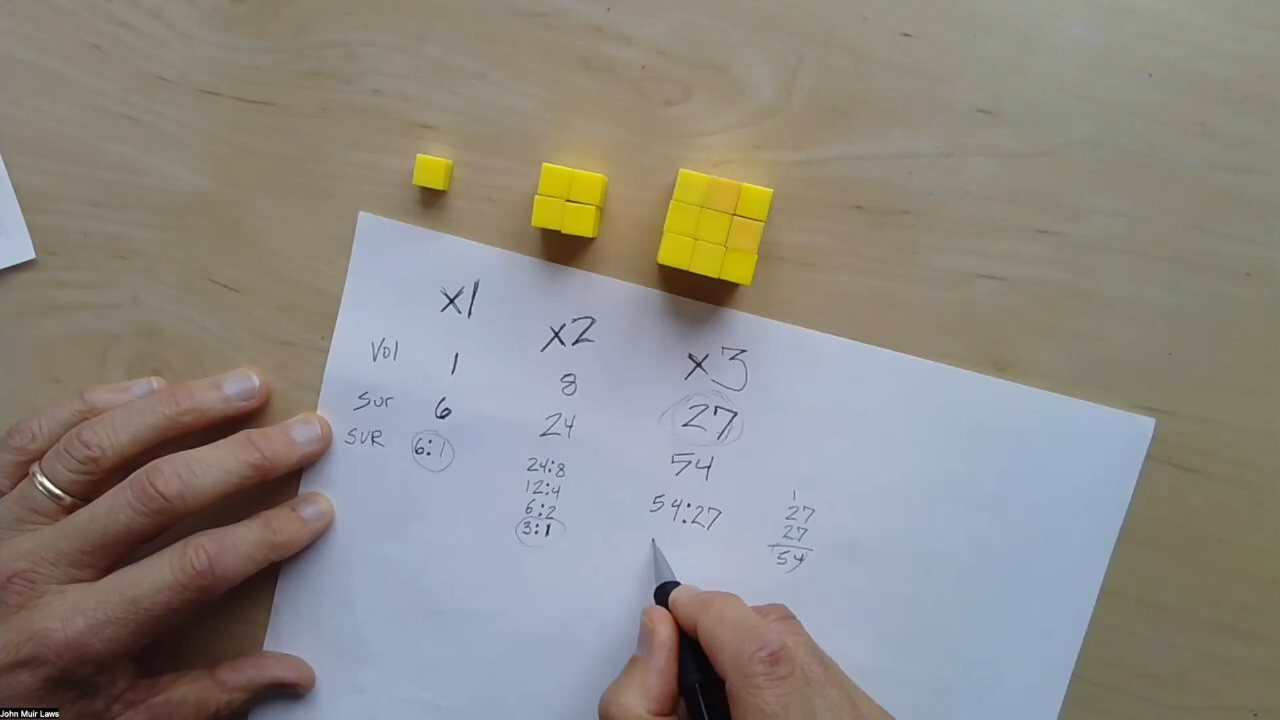 x1 x2 x3
Vol 1 8 27
Sur 6 24 54
SVR 6:1 24:8 54:27
12:4
6:2
3:1
1
27
27
54
John Muir Laws